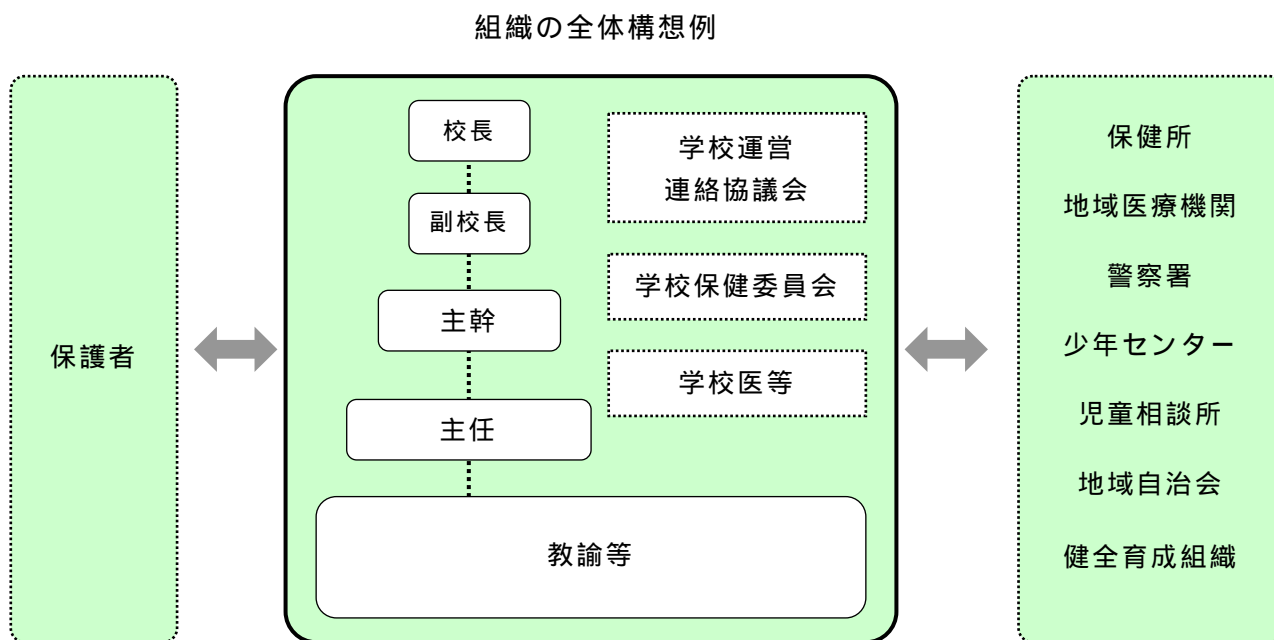 組織の全体構想例
保護者
校長
副校長
主幹
主任
教諭等
学校運営
連絡協議会
学校保健委員会
学校医等
保健所
地域医療機関
警察署
少年センター
児童相談所
地域自治会
健全育成組織